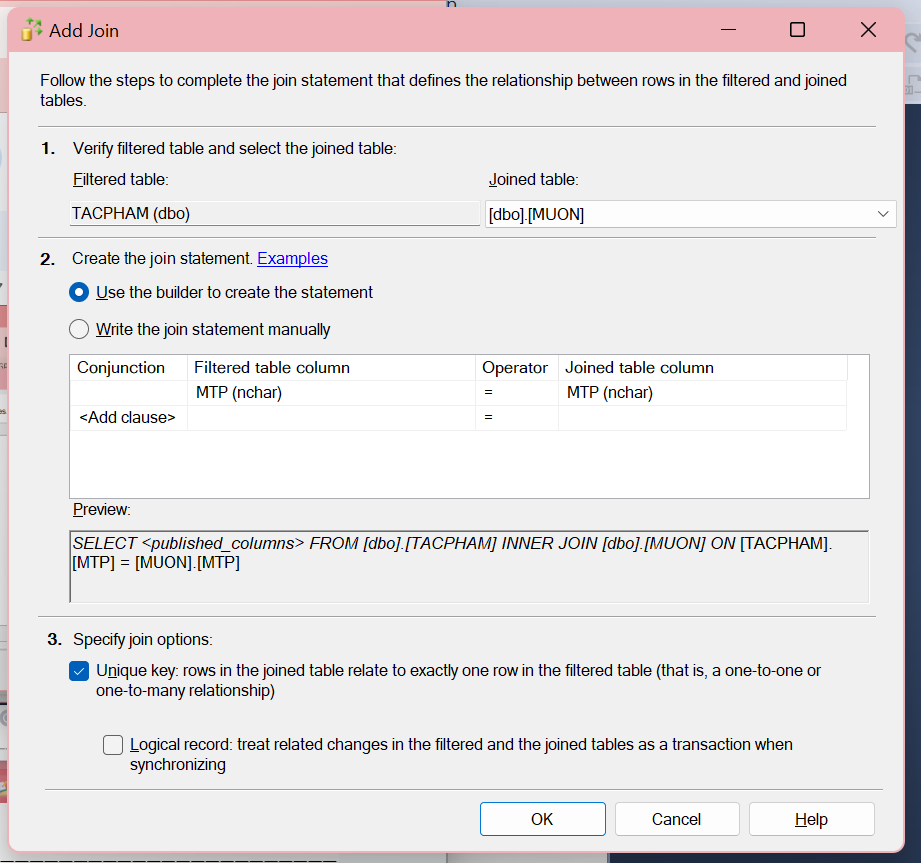 Add Join
Follow the steps to complete the join statement that defines the relationship between rows in the filtered and joined
tables.
1. Verify filtered table and select the joined table:
Filtered table:
Joined table:
TACPHAM (dbo)
[dbo].[MUON]
2. Create the join statement. Examples
Use the builder to create the statement
Write the join statement manually
Conjunction Filtered table column Operator Joined table column
MTP (nchar) = MTP (nchar)
<Add clause> =
Preview:
SELECT <published_columns> FROM [dbo].[TACPHAM] INNER JOIN [dbo].[MUON] ON [TACPHAM].
[MTP] = [MUON].[MTP]
3. Specify join options:
Unique key: rows in the joined table relate to exactly one row in the filtered table (that is, a one-to-one or
one-to-many relationship)
Logical record: treat related changes in the filtered and the joined tables as a transaction when
synchronizing
OK Cancel Help